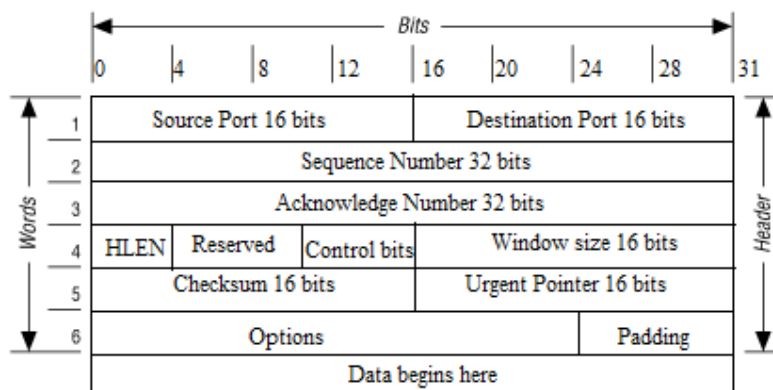 Bits
0 4 8 12 16 20 24 28 31
Words
Header
1 Source Port 16 bits Destination Port 16 bits
2 Sequence Number 32 bits
3 Acknowledge Number 32 bits
4 HLEN Reserved Control bits Window size 16 bits
5 Checksum 16 bits Urgent Pointer 16 bits
6 Options Padding
Data begins here